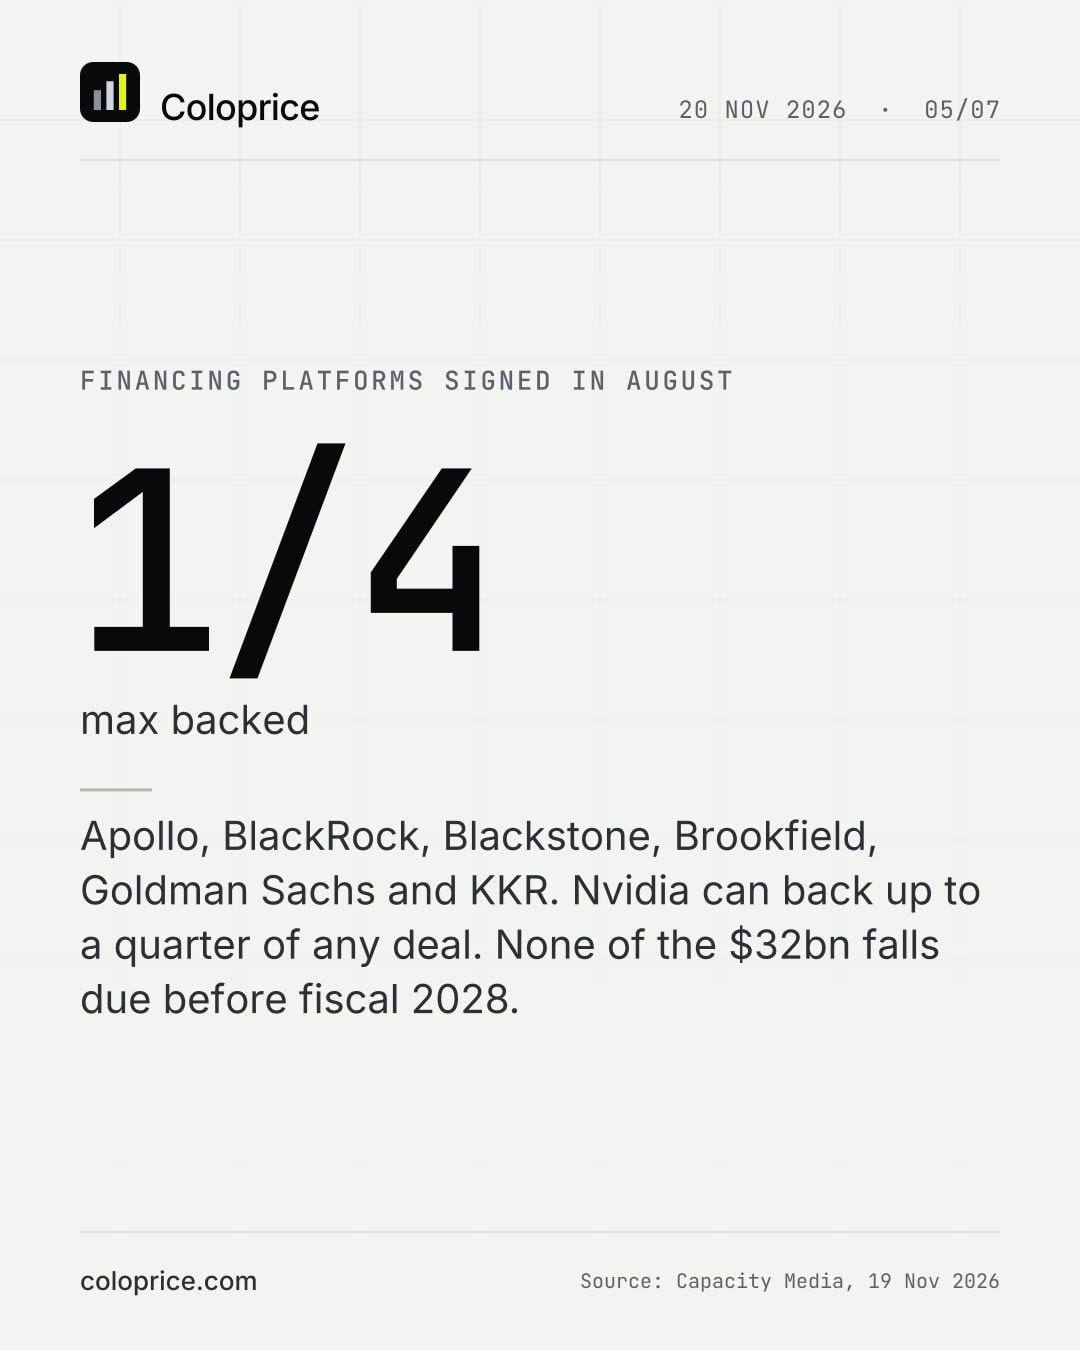 Coloprice
20 NOV 2026 · 05/07
FINANCING PLATFORMS SIGNED IN AUGUST
1/4
max backed
Apollo, BlackRock, Blackstone, Brookfield,
Goldman Sachs and KKR. Nvidia can back up to
a quarter of any deal. None of the $32bn falls
due before fiscal 2028.
coloprice.com
Source: Capacity Media, 19 Nov 2026